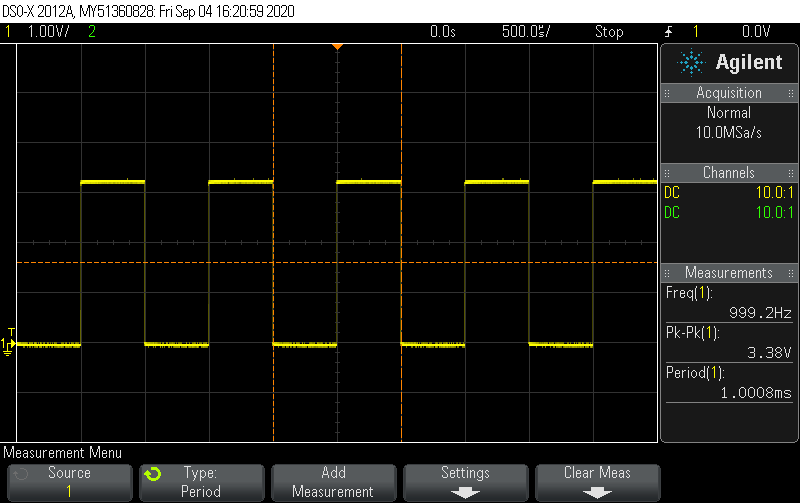 DSO-X 2012A, MY51360828: Fri Sep 04 16:20:59 2020
1 1.00V/ 2 0.0s 500.0㎲/ Stop 1 0.0V
Agilent
Acquisition
Normal
10.0MSa/s
Channels
DC 10.0:1
DC 10.0:1
Measurements
Freq(1):
999.2Hz
Pk-Pk(1):
3.38V
Period(1):
1.0008ms
T
1
Measurement Menu
Source
1
Type:
Period
Add
Measurement
Settings
Clear Meas